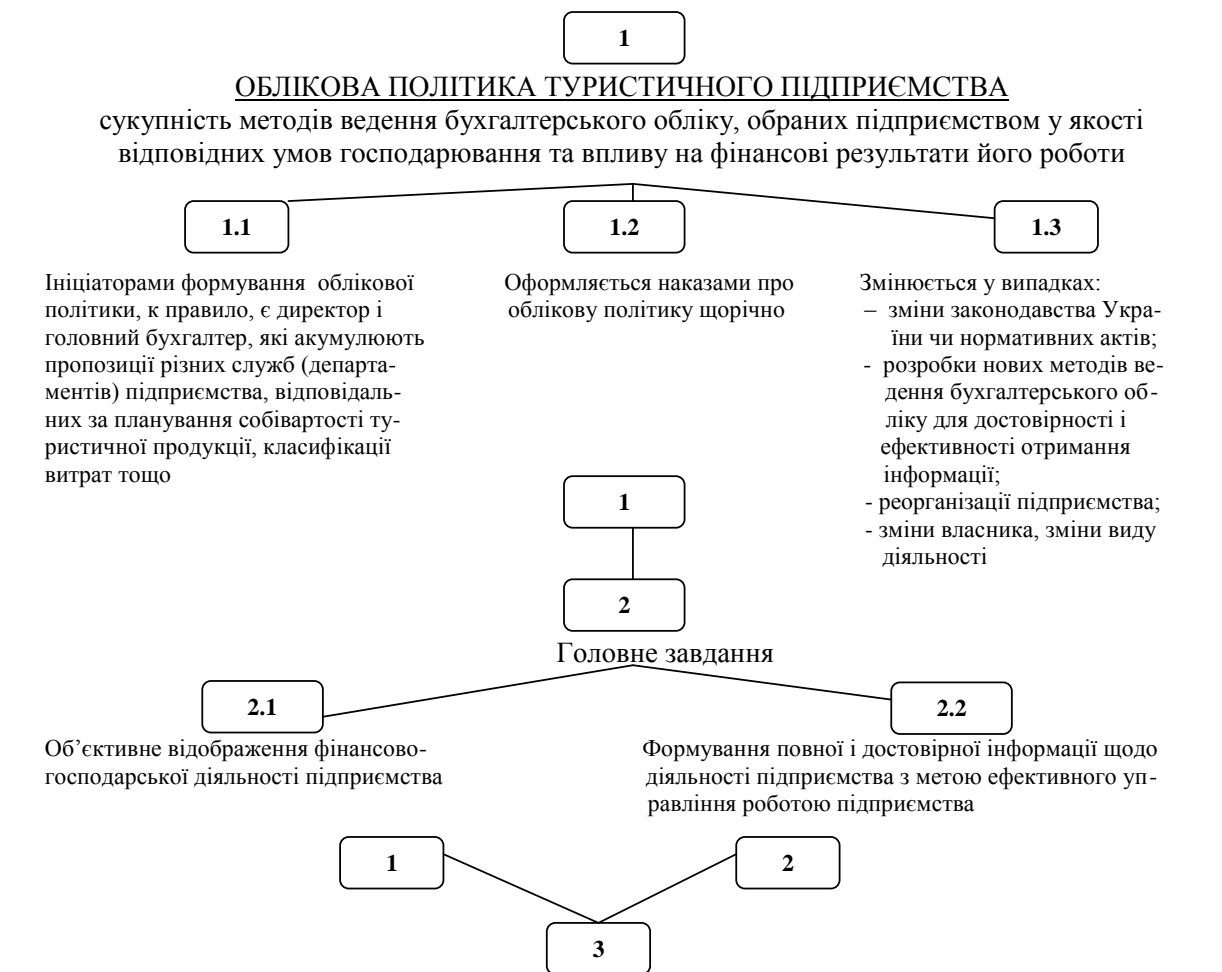 1
ОБЛІКОВА ПОЛІТИКА ТУРИСТИЧНОГО ПІДПРИЄМСТВА
сукупність методів ведення бухгалтерського обліку, обраних підприємством у якості
відповідних умов господарювання та впливу на фінансові результати його роботи
1.1
1.2
1.3
Ініціаторами формування облікової
політики, к правило, є директор і
головний бухгалтер, які акумулюють
пропозиції різних служб (департа-
ментів) підприємства, відповідаль-
них за планування собівартості ту-
ристичної продукції, класифікації
витрат тощо
Оформляється наказами про
облікову політику щорічно
Змінюється у випадках:
– зміни законодавства Укра-
їни чи нормативних актів;
- розробки нових методів ве-
дення бухгалтерського об-
ліку для достовірності і
ефективності отримання
інформації;
- реорганізації підприємства;
- зміни власника, зміни виду
діяльності
1
2
Головне завдання
2.1
2.2
Об’єктивне відображення фінансово-
господарської діяльності підприємства
Формування повної і достовірної інформації щодо
діяльності підприємства з метою ефективного уп-
равління роботою підприємства
1
2
3